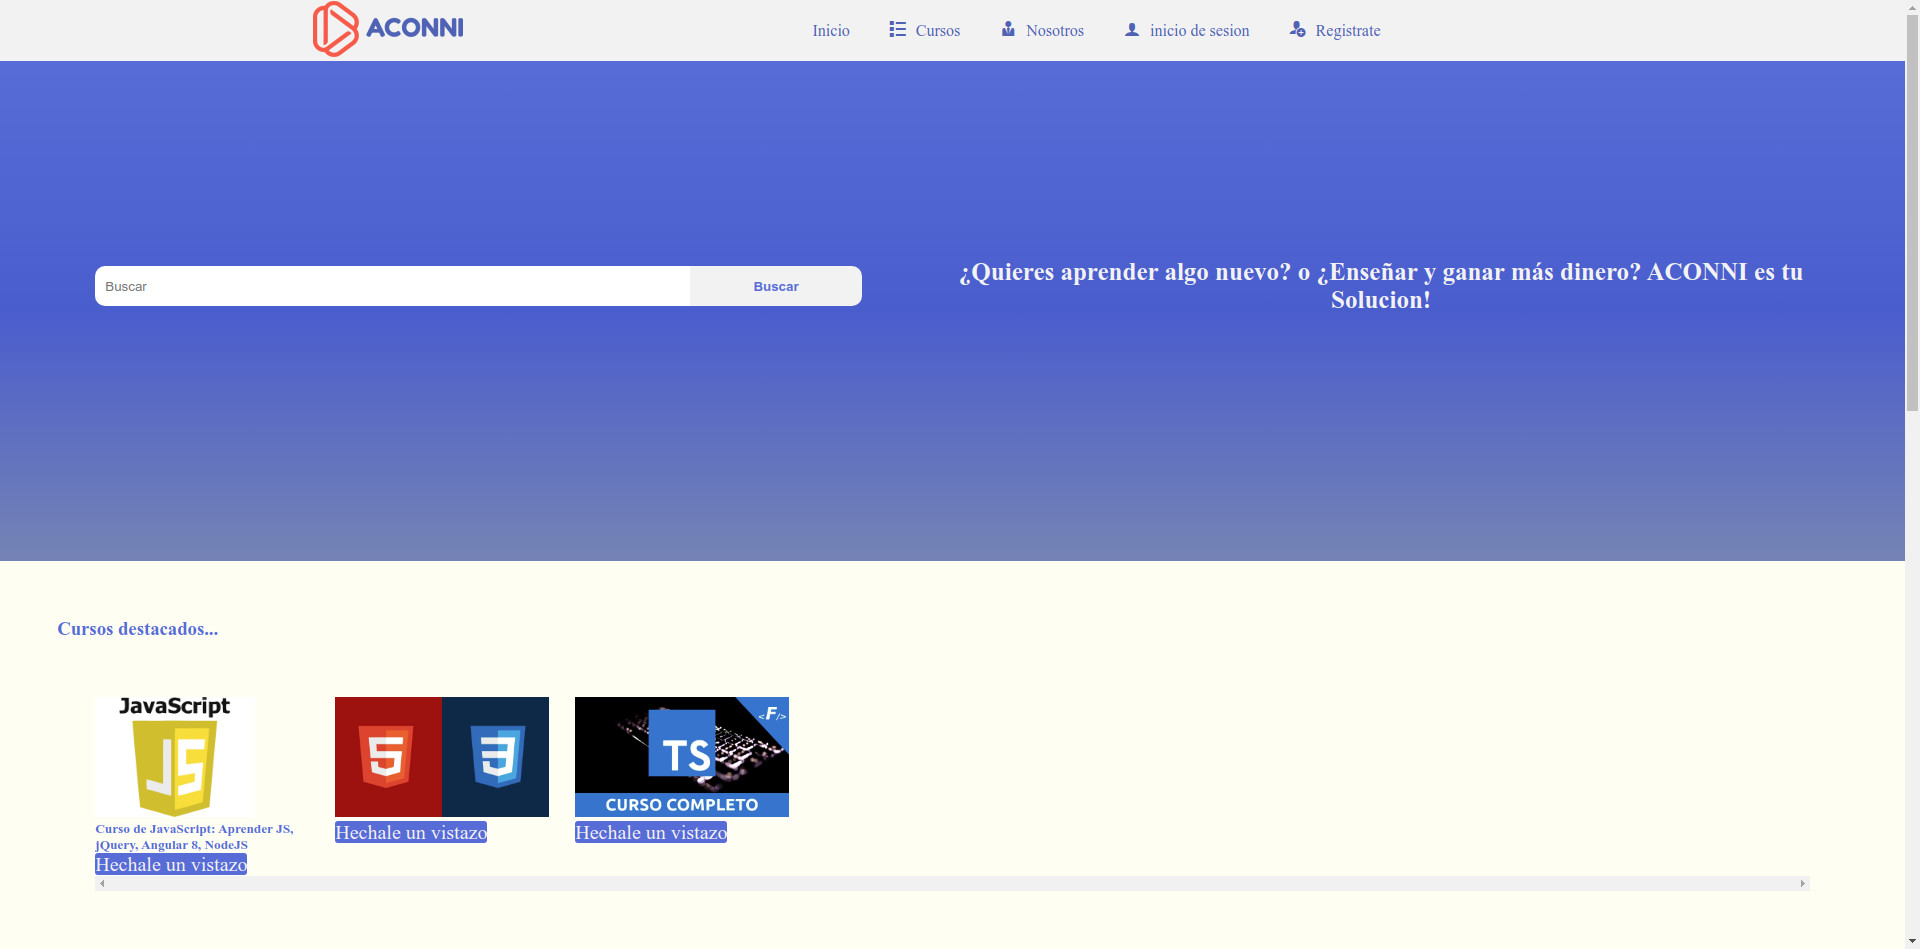 ACONNI
Inicio
Cursos
Nosotros
inicio de sesion
Registrate
Buscar
Buscar
¿Quieres aprender algo nuevo? o ¿Enseñar y ganar más dinero? ACONNI es tu
Solucion!
Cursos destacados...
JavaScript
JS
5
3
TS
<F/>
CURSO COMPLETO
Curso de JavaScript: Aprender JS,
jQuery, Angular 8, NodeJS
Hechale un vistazo
Hechale un vistazo
Hechale un vistazo